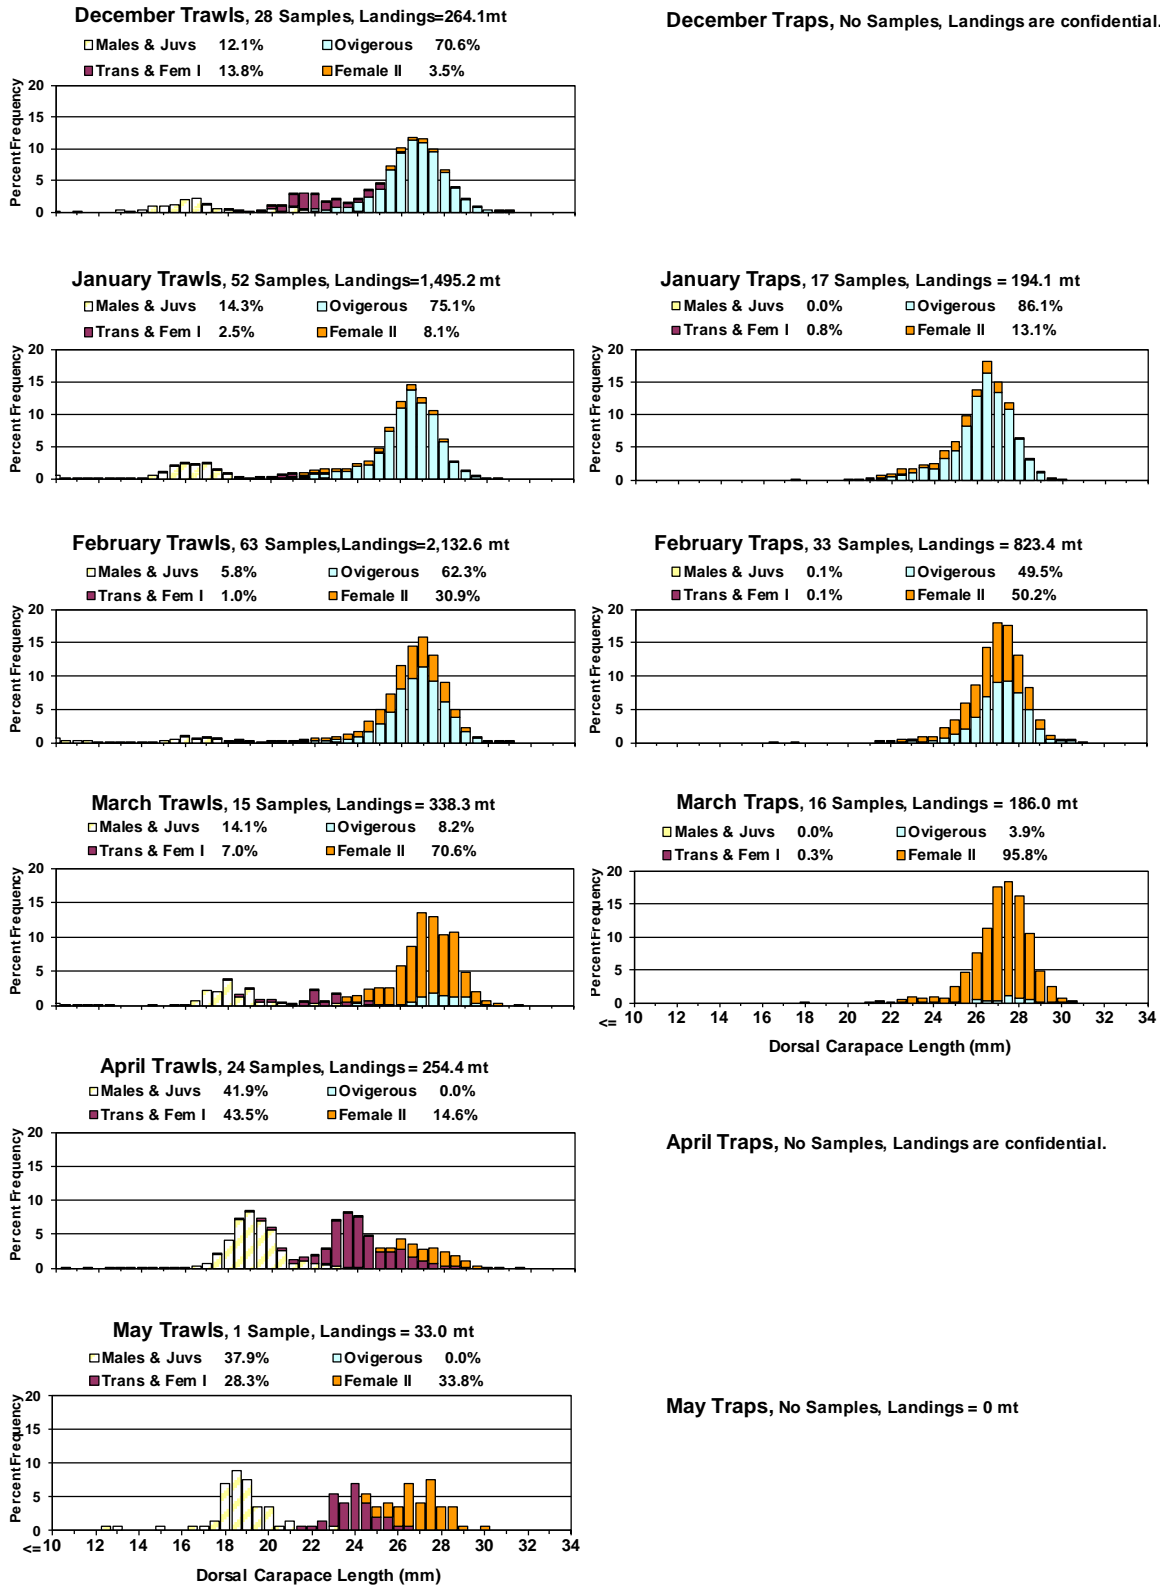 December Trawls, 28 Samples, Landings=264.1mt
Males & Juvs 12.1% Ovigerous 70.6%
Trans & Fem I 13.8% Female II 3.5%
Percent Frequency
20
15
10
5
0
December Traps, No Samples, Landings are confidential.
January Trawls, 52 Samples, Landings=1,495.2 mt
Males & Juvs 14.3% Ovigerous 75.1%
Trans & Fem I 2.5% Female II 8.1%
Percent Frequency
20
15
10
5
0
January Traps, 17 Samples, Landings = 194.1 mt
Males & Juvs 0.0% Ovigerous 86.1%
Trans & Fem I 0.8% Female II 13.1%
Percent Frequency
20
15
10
5
0
February Trawls, 63 Samples,Landings=2,132.6 mt
Males & Juvs 5.8% Ovigerous 62.3%
Trans & Fem I 1.0% Female II 30.9%
Percent Frequency
20
15
10
5
0
February Traps, 33 Samples, Landings = 823.4 mt
Males & Juvs 0.1% Ovigerous 49.5%
Trans & Fem I 0.1% Female II 50.2%
Percent Frequency
20
15
10
5
0
March Trawls, 15 Samples, Landings = 338.3 mt
Males & Juvs 14.1% Ovigerous 8.2%
Trans & Fem I 7.0% Female II 70.6%
Percent Frequency
20
15
10
5
0
March Traps, 16 Samples, Landings = 186.0 mt
Males & Juvs 0.0% Ovigerous 3.9%
Trans & Fem I 0.3% Female II 95.8%
Percent Frequency
20
15
10
5
0
<= 10 12 14 16 18 20 22 24 26 28 30 32 34
Dorsal Carapace Length (mm)
April Trawls, 24 Samples, Landings = 254.4 mt
Males & Juvs 41.9% Ovigerous 0.0%
Trans & Fem I 43.5% Female II 14.6%
Percent Frequency
20
15
10
5
0
April Traps, No Samples, Landings are confidential.
May Trawls, 1 Sample, Landings = 33.0 mt
Males & Juvs 37.9% Ovigerous 0.0%
Trans & Fem I 28.3% Female II 33.8%
Percent Frequency
20
15
10
5
0
<= 10 12 14 16 18 20 22 24 26 28 30 32 34
Dorsal Carapace Length (mm)
May Traps, No Samples, Landings = 0 mt